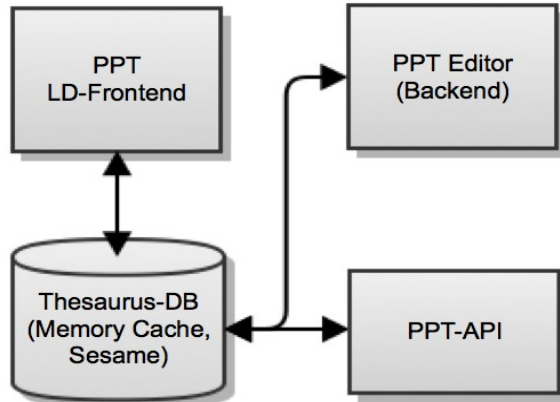 PPT
LD-Frontend
PPT Editor
(Backend)
Thesaurus-DB
(Memory Cache,
Sesame)
PPT-API